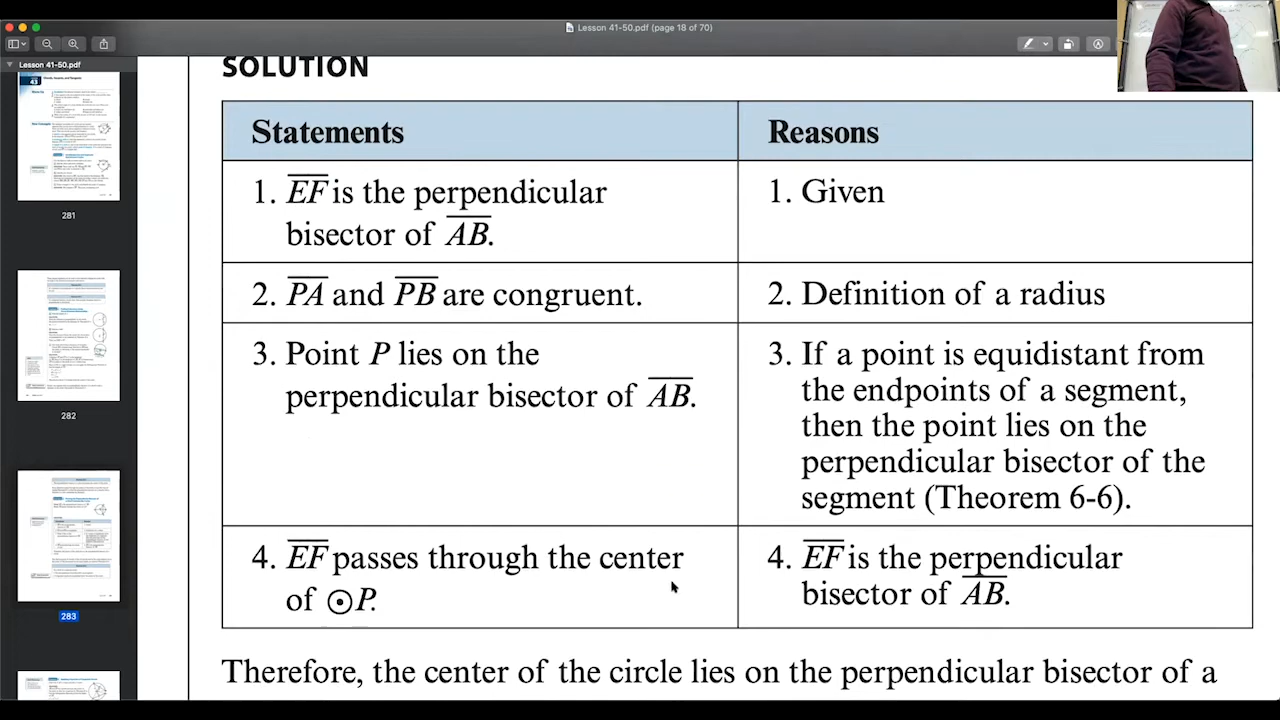 Lesson 41-50.pdf (page 18 of 70)
Lesson 41-50.pdf
281
282
283
SOLUTION
Statements
Reasons
1. EF is the perpendicular
bisector of AB.
1. Given
2. PA and PB are congruent.
2. Definition of a radius
3. Point P lies on the
perpendicular bisector of AB.
3. If a point is equidistant from
the endpoints of a segment,
then the point lies on the
perpendicular bisector of the
segment (Theorem 6-6).
4. EF passes through the center
of ⊙P.
4. EF is the perpendicular
bisector of AB.
Therefore, the center of the circle lies on the perpendicular bisector of a